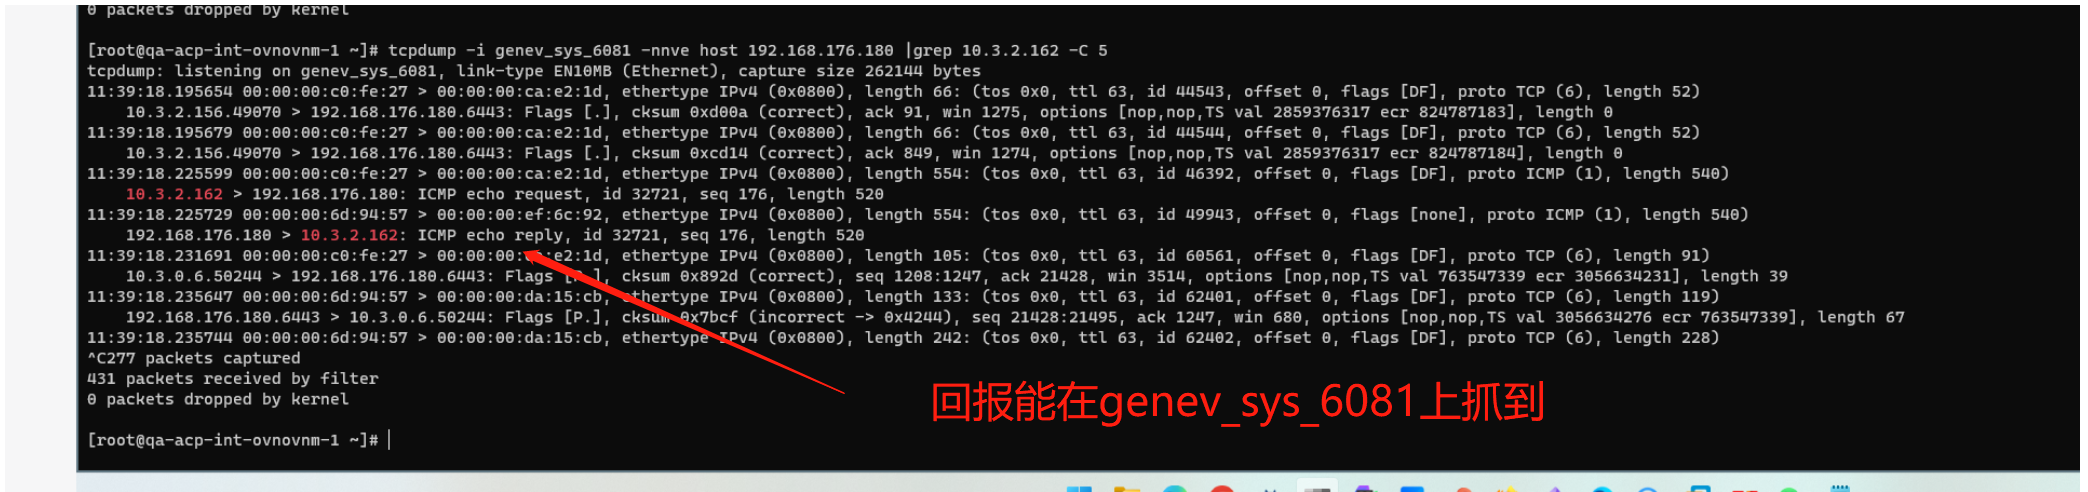 0 packets dropped by kernel
[root@qa-acp-int-ovnovnm-1 ~]# tcpdump -i genev_sys_6081 -nnve host 192.168.176.180 |grep 10.3.2.162 -C 5
tcpdump: listening on genev_sys_6081, link-type EN10MB (Ethernet), capture size 262144 bytes
11:39:18.195654 00:00:00:c0:fe:27 > 00:00:00:ca:e2:1d, ethertype IPv4 (0x0800), length 66: (tos 0x0, ttl 63, id 44543, offset 0, flags [DF], proto TCP (6), length 52)
10.3.2.156.49070 > 192.168.176.180.6443: Flags [.], cksum 0xd00a (correct), ack 91, win 1275, options [nop,nop,TS val 2859376317 ecr 824787183], length 0
11:39:18.195679 00:00:00:c0:fe:27 > 00:00:00:ca:e2:1d, ethertype IPv4 (0x0800), length 66: (tos 0x0, ttl 63, id 44544, offset 0, flags [DF], proto TCP (6), length 52)
10.3.2.156.49070 > 192.168.176.180.6443: Flags [.], cksum 0xcd14 (correct), ack 849, win 1274, options [nop,nop,TS val 2859376317 ecr 824787184], length 0
11:39:18.225599 00:00:00:c0:fe:27 > 00:00:00:ca:e2:1d, ethertype IPv4 (0x0800), length 554: (tos 0x0, ttl 63, id 46392, offset 0, flags [DF], proto ICMP (1), length 540)
10.3.2.162 > 192.168.176.180: ICMP echo request, id 32721, seq 176, length 520
11:39:18.225729 00:00:00:6d:94:57 > 00:00:00:ef:6c:92, ethertype IPv4 (0x0800), length 554: (tos 0x0, ttl 63, id 49943, offset 0, flags [none], proto ICMP (1), length 540)
192.168.176.180 > 10.3.2.162: ICMP echo reply, id 32721, seq 176, length 520
11:39:18.231691 00:00:00:c0:fe:27 > 00:00:00:ca:e2:1d, ethertype IPv4 (0x0800), length 105: (tos 0x0, ttl 63, id 60561, offset 0, flags [DF], proto TCP (6), length 91)
10.3.0.6.50244 > 192.168.176.180.6443: Flags [P.], cksum 0x892d (correct), seq 1208:1247, ack 21428, win 3514, options [nop,nop,TS val 763547339 ecr 3056634231], length 39
11:39:18.235647 00:00:00:6d:94:57 > 00:00:00:da:15:cb, ethertype IPv4 (0x0800), length 133: (tos 0x0, ttl 63, id 62401, offset 0, flags [DF], proto TCP (6), length 119)
192.168.176.180.6443 > 10.3.0.6.50244: Flags [P.], cksum 0x7bcf (incorrect -> 0x4244), seq 21428:21495, ack 1247, win 680, options [nop,nop,TS val 3056634276 ecr 763547339], length 67
11:39:18.235744 00:00:00:6d:94:57 > 00:00:00:da:15:cb, ethertype IPv4 (0x0800), length 242: (tos 0x0, ttl 63, id 62402, offset 0, flags [DF], proto TCP (6), length 228)
^C277 packets captured
431 packets received by filter
0 packets dropped by kernel
回报能在genev_sys_6081上抓到
[root@qa-acp-int-ovnovnm-1 ~]#